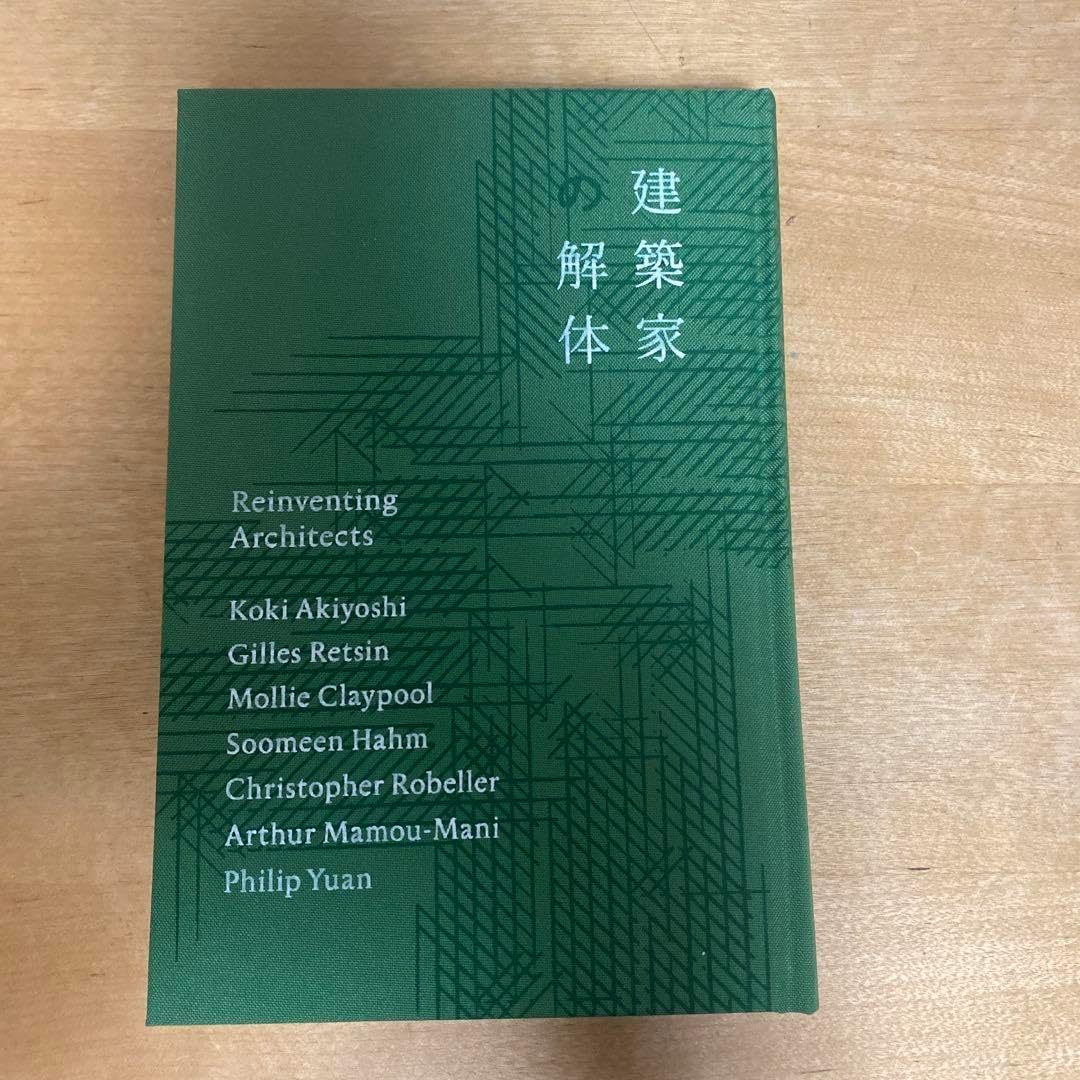 建築家
の解体
Reinventing
Architects
Koki Akiyoshi
Gilles Retsin
Mollie Claypool
Soomeen Hahm
Christopher Robeller
Arthur Mamou-Mani
Philip Yuan